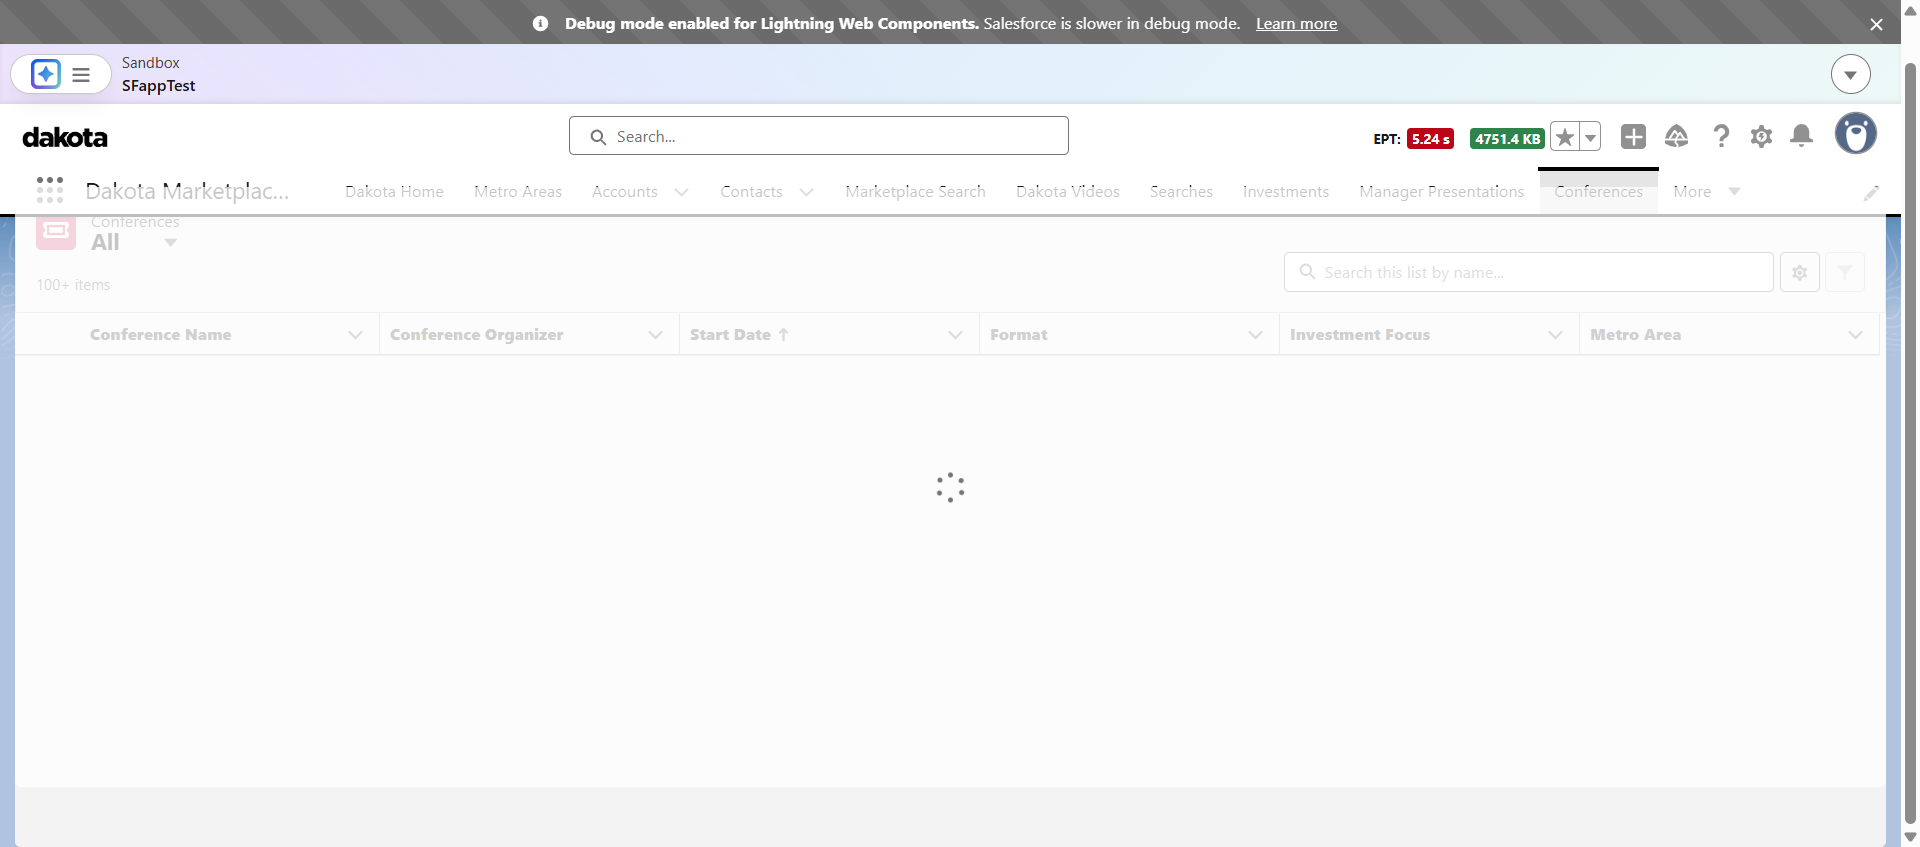 Debug mode enabled for Lightning Web Components. Salesforce is slower in debug mode. Learn more
Sandbox
SFappTest
dakota
Search...
EPT: 5.24 s 4751.4 KB
Dakota Marketplac... Dakota Home Metro Areas Accounts Contacts Marketplace Search Dakota Videos Searches Investments Manager Presentations Conferences More
Conferences
All
100+ items
Search this list by name...
Conference Name Conference Organizer Start Date Format Investment Focus Metro Area